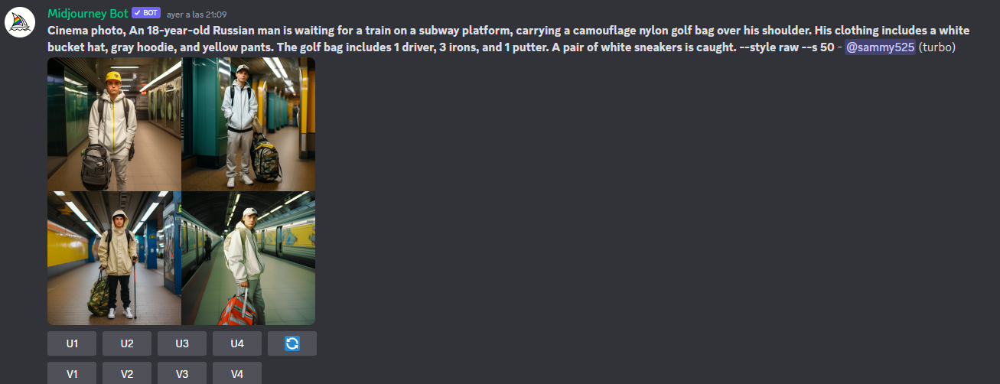 Midjourney Bot ✓ BOT ayer a las 21:09
Cinema photo, An 18-year-old Russian man is waiting for a train on a subway platform, carrying a camouflage nylon golf bag over his shoulder. His clothing includes a white
bucket hat, gray hoodie, and yellow pants. The golf bag includes 1 driver, 3 irons, and 1 putter. A pair of white sneakers is caught. --style raw --s 50 - @sammy525 (turbo)
U1 U2 U3 U4
V1 V2 V3 V4